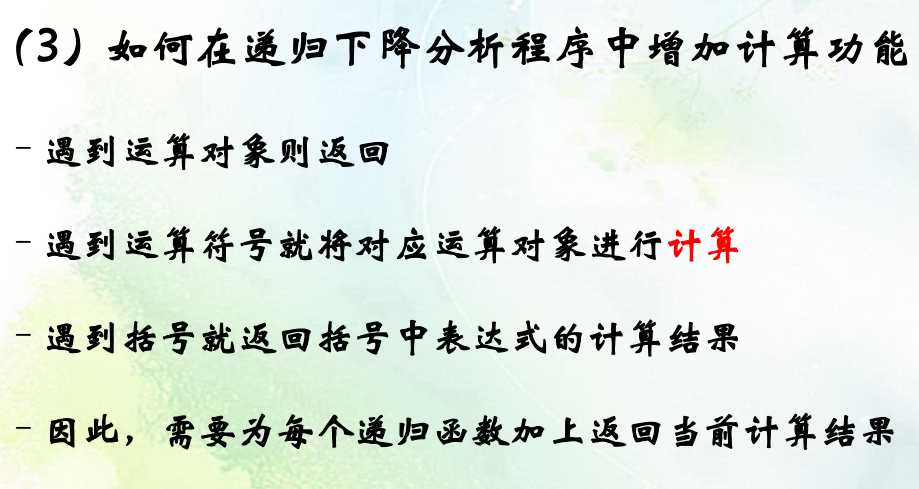 （3）如何在递归下降分析程序中增加计算功能
- 遇到运算对象则返回
- 遇到运算符号就将对应运算对象进行计算
- 遇到括号就返回括号中表达式的计算结果
- 因此，需要为每个递归函数加上返回当前计算结果